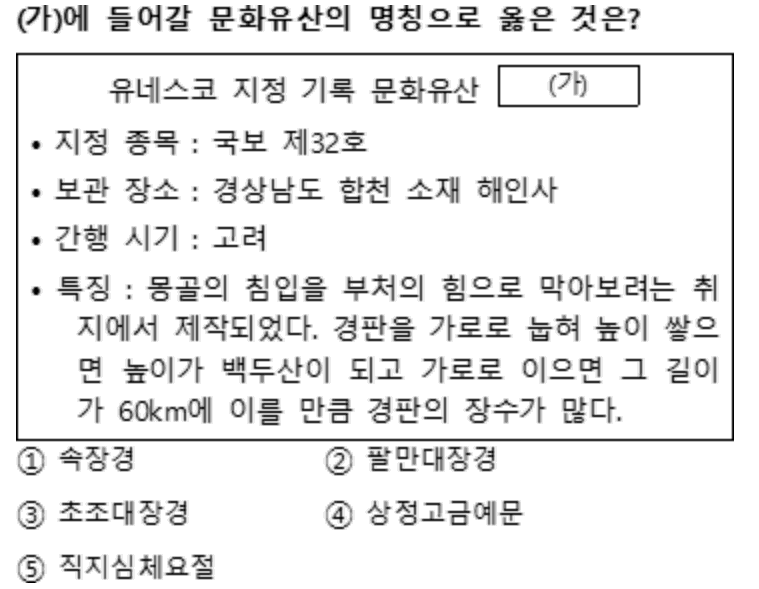 (가)에 들어갈 문화유산의 명칭으로 옳은 것은?
유네스코 지정 기록 문화유산 (가)
• 지정 종목 : 국보 제32호
• 보관 장소 : 경상남도 합천 소재 해인사
• 간행 시기 : 고려
• 특징 : 몽골의 침입을 부처의 힘으로 막아보려는 취
지에서 제작되었다. 경판을 가로로 눕혀 높이 쌓으
면 높이가 백두산이 되고 가로로 이으면 그 길이
가 60km에 이를 만큼 경판의 장수가 많다.
① 속장경 ② 팔만대장경
③ 초조대장경 ④ 상정고금예문
⑤ 직지심체요절